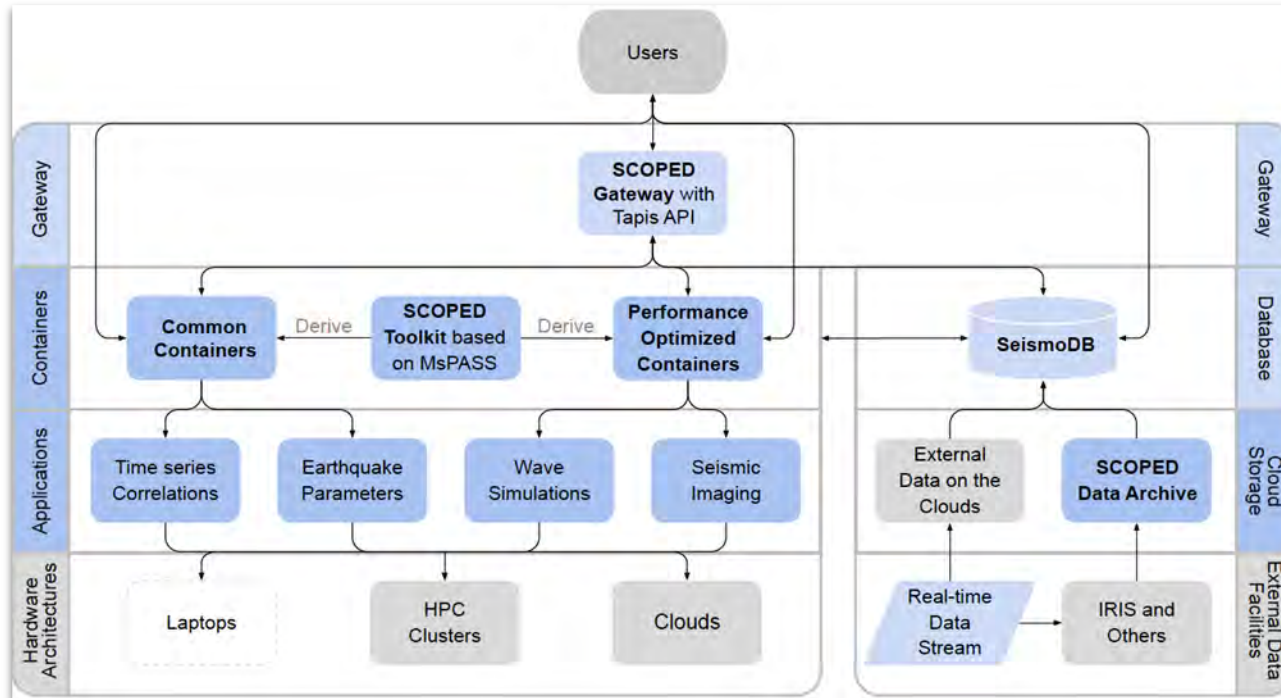 Users
Gateway
SCOPED
Gateway with
Tapis API
Gateway
Containers
Common
Containers
Derive
SCOPED
Toolkit based
on MsPASS
Derive
Performance
Optimized
Containers
SeismoDB
Database
Applications
Time series
Correlations
Earthquake
Parameters
Wave
Simulations
Seismic
Imaging
External
Data on the
Clouds
SCOPED
Data Archive
Cloud
Storage
Hardware
Architectures
Laptops
HPC
Clusters
Clouds
Real-time
Data
Stream
IRIS and
Others
External Data
Facilities